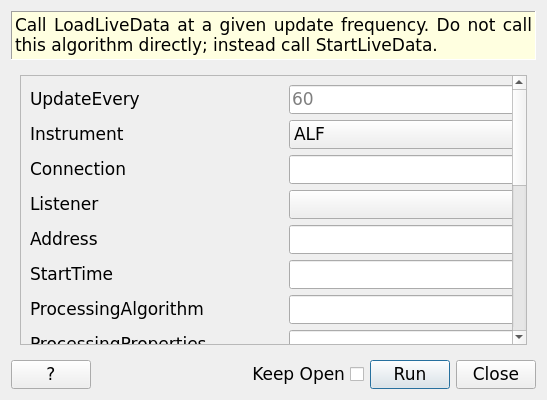 Call LoadLiveData at a given update frequency. Do not call
this algorithm directly; instead call StartLiveData.
UpdateEvery 60
Instrument ALF
Connection
Listener
Address
StartTime
ProcessingAlgorithm
ProcessingProperties
? Keep Open Run Close